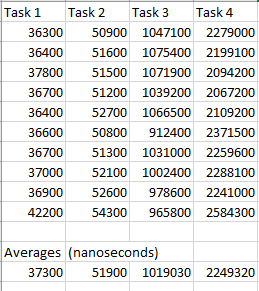 Task 1 Task 2 Task 3 Task 4
36300 50900 1047100 2279000
36400 51600 1075400 2199100
37800 51500 1071900 2094200
36700 51200 1039200 2067200
36400 52700 1066500 2109200
36600 50800 912400 2371500
36700 51300 1031000 2259600
37000 52100 1002400 2288100
36900 52600 978600 2241000
42200 54300 965800 2584300
Averages (nanoseconds)
37300 51900 1019030 2249320